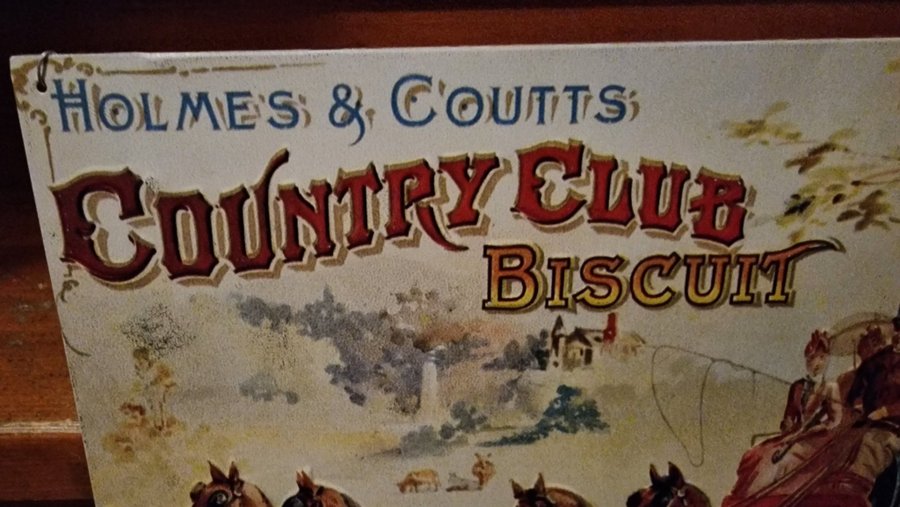 HOLMES & COUTTS
COUNTRY CLUB
BISCUIT